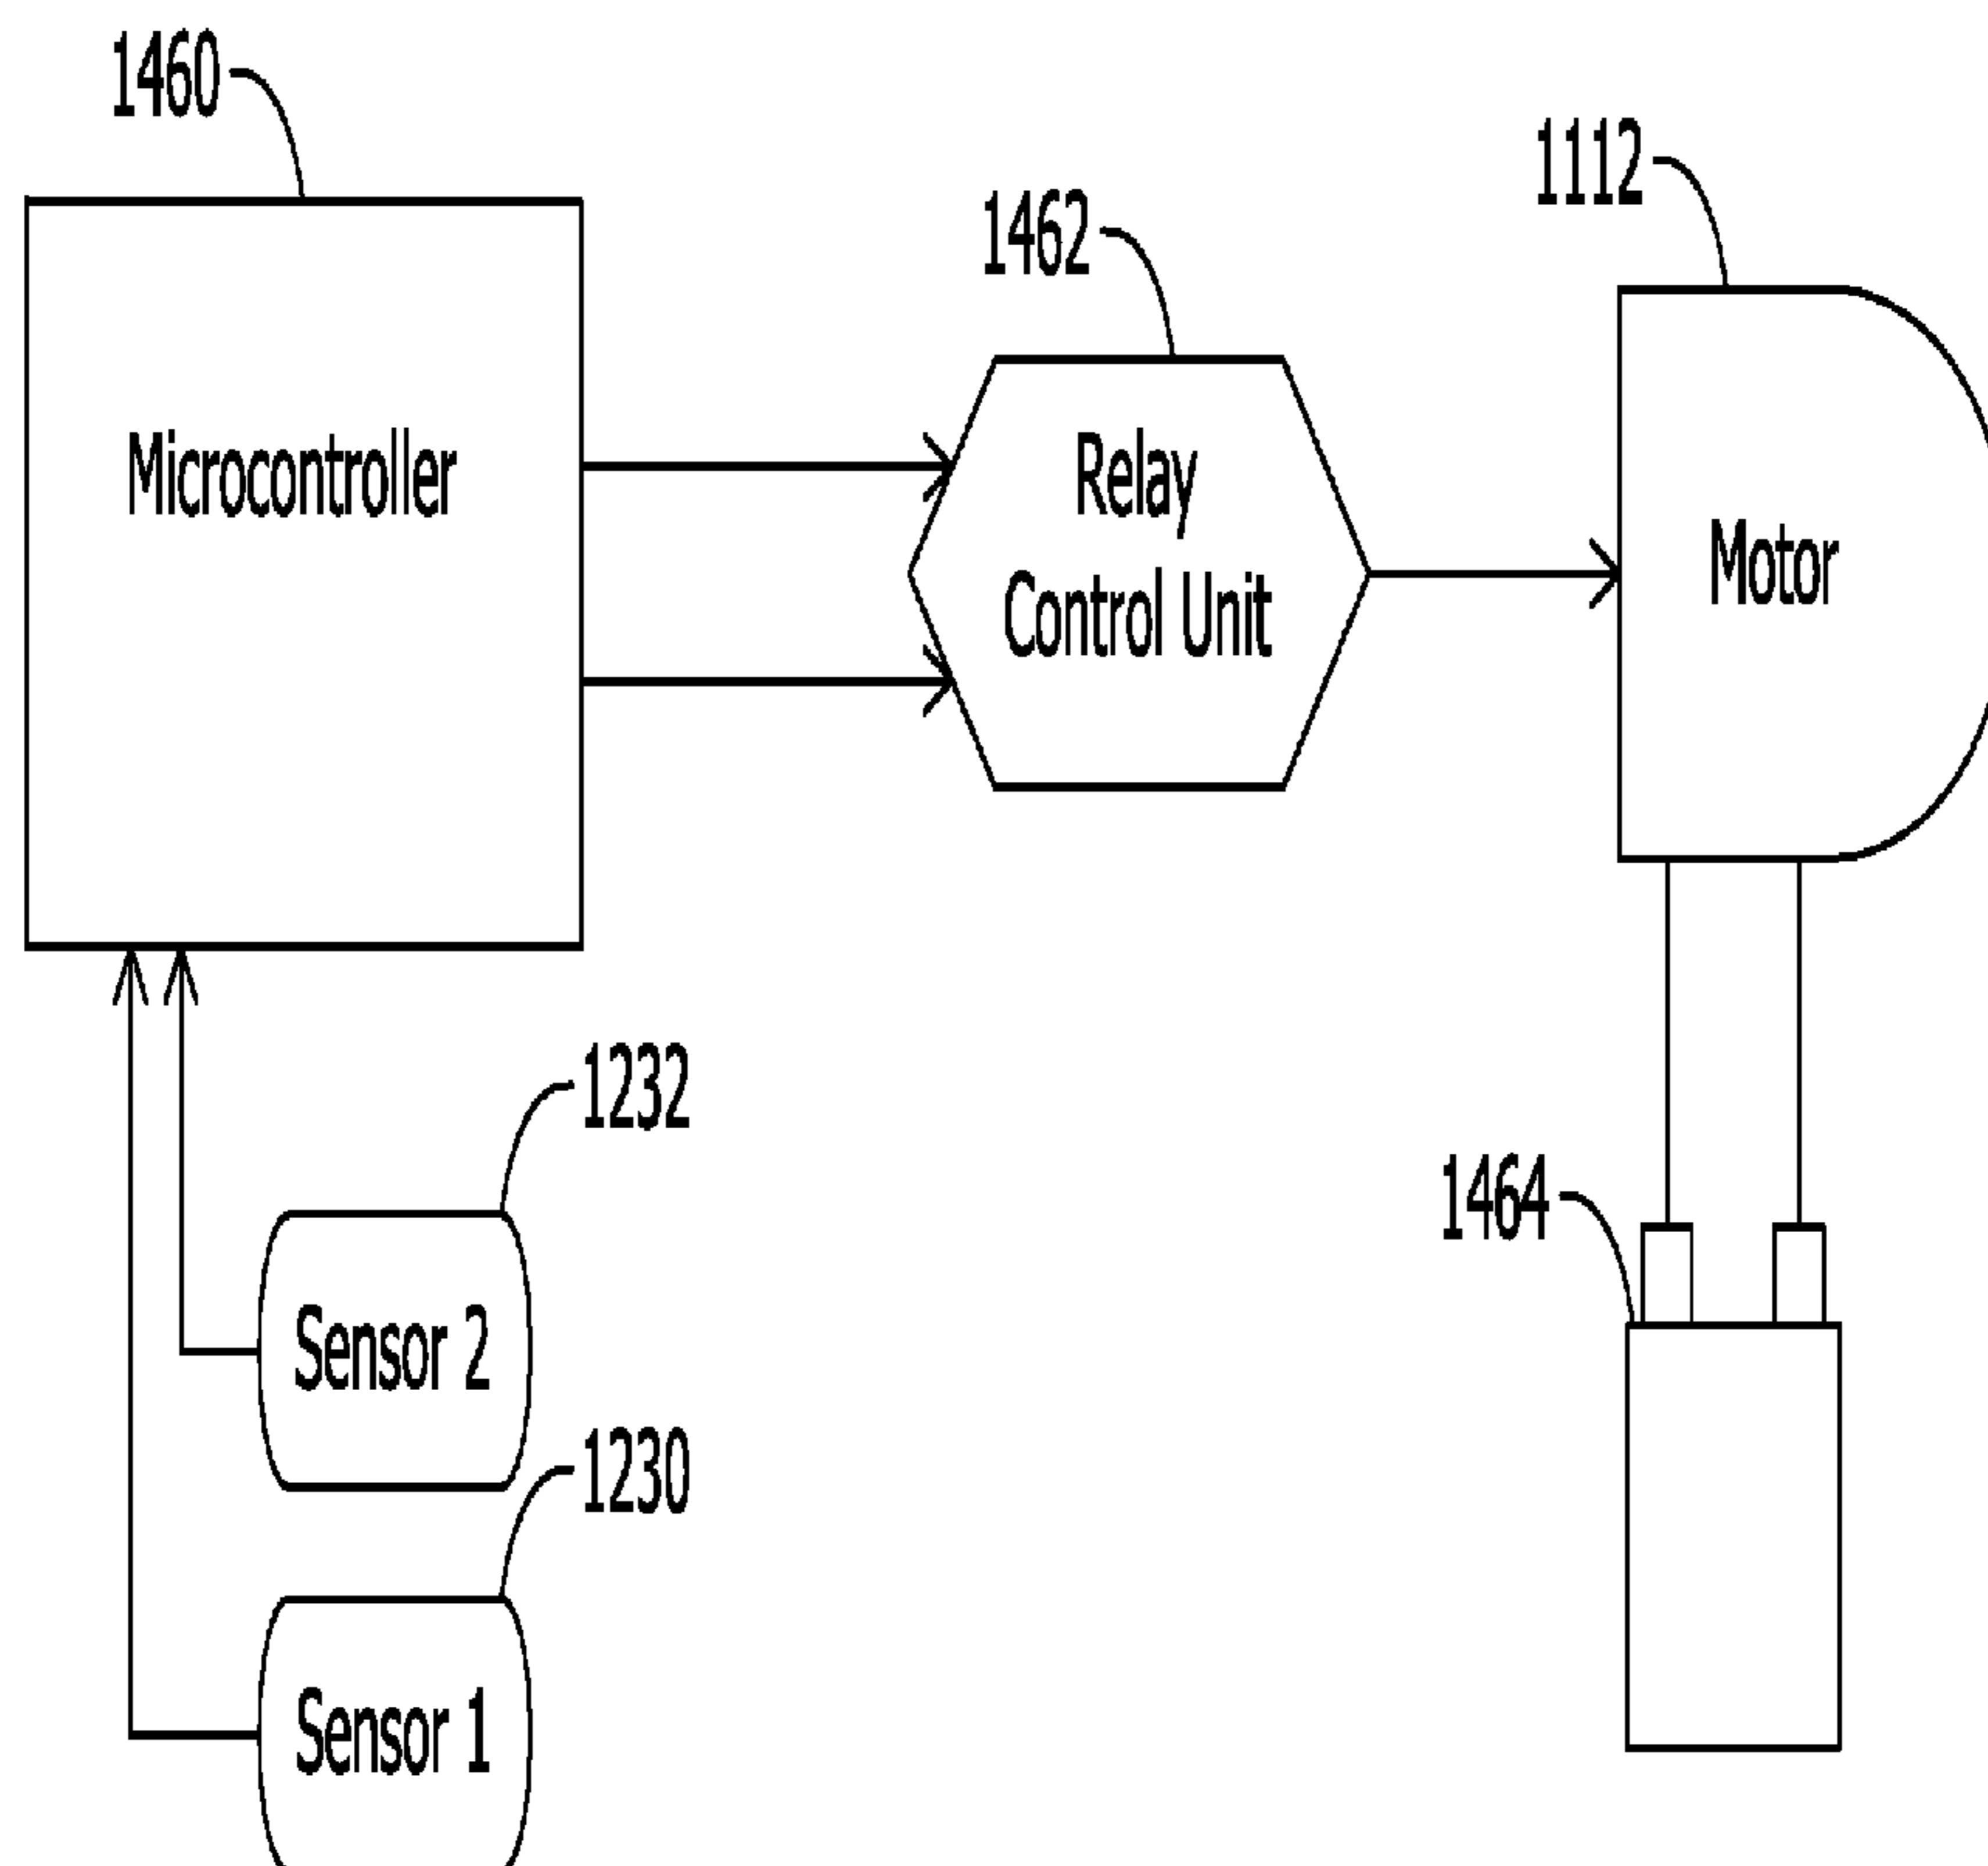 1460
1112
1462
Microcontroller
Relay
Control Unit
Motor
1232
1464
Sensor 2
1230
Sensor 1